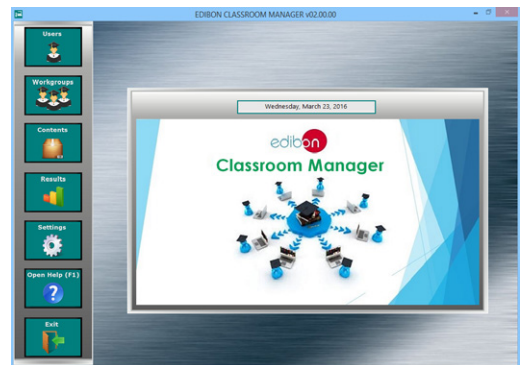 EDIBON CLASSROOM MANAGER v02.00.00
Users
Workgroups
Contents
Results
Settings
Open Help (F1)
?
Exit
Wednesday, March 23, 2016
edibon
Classroom Manager